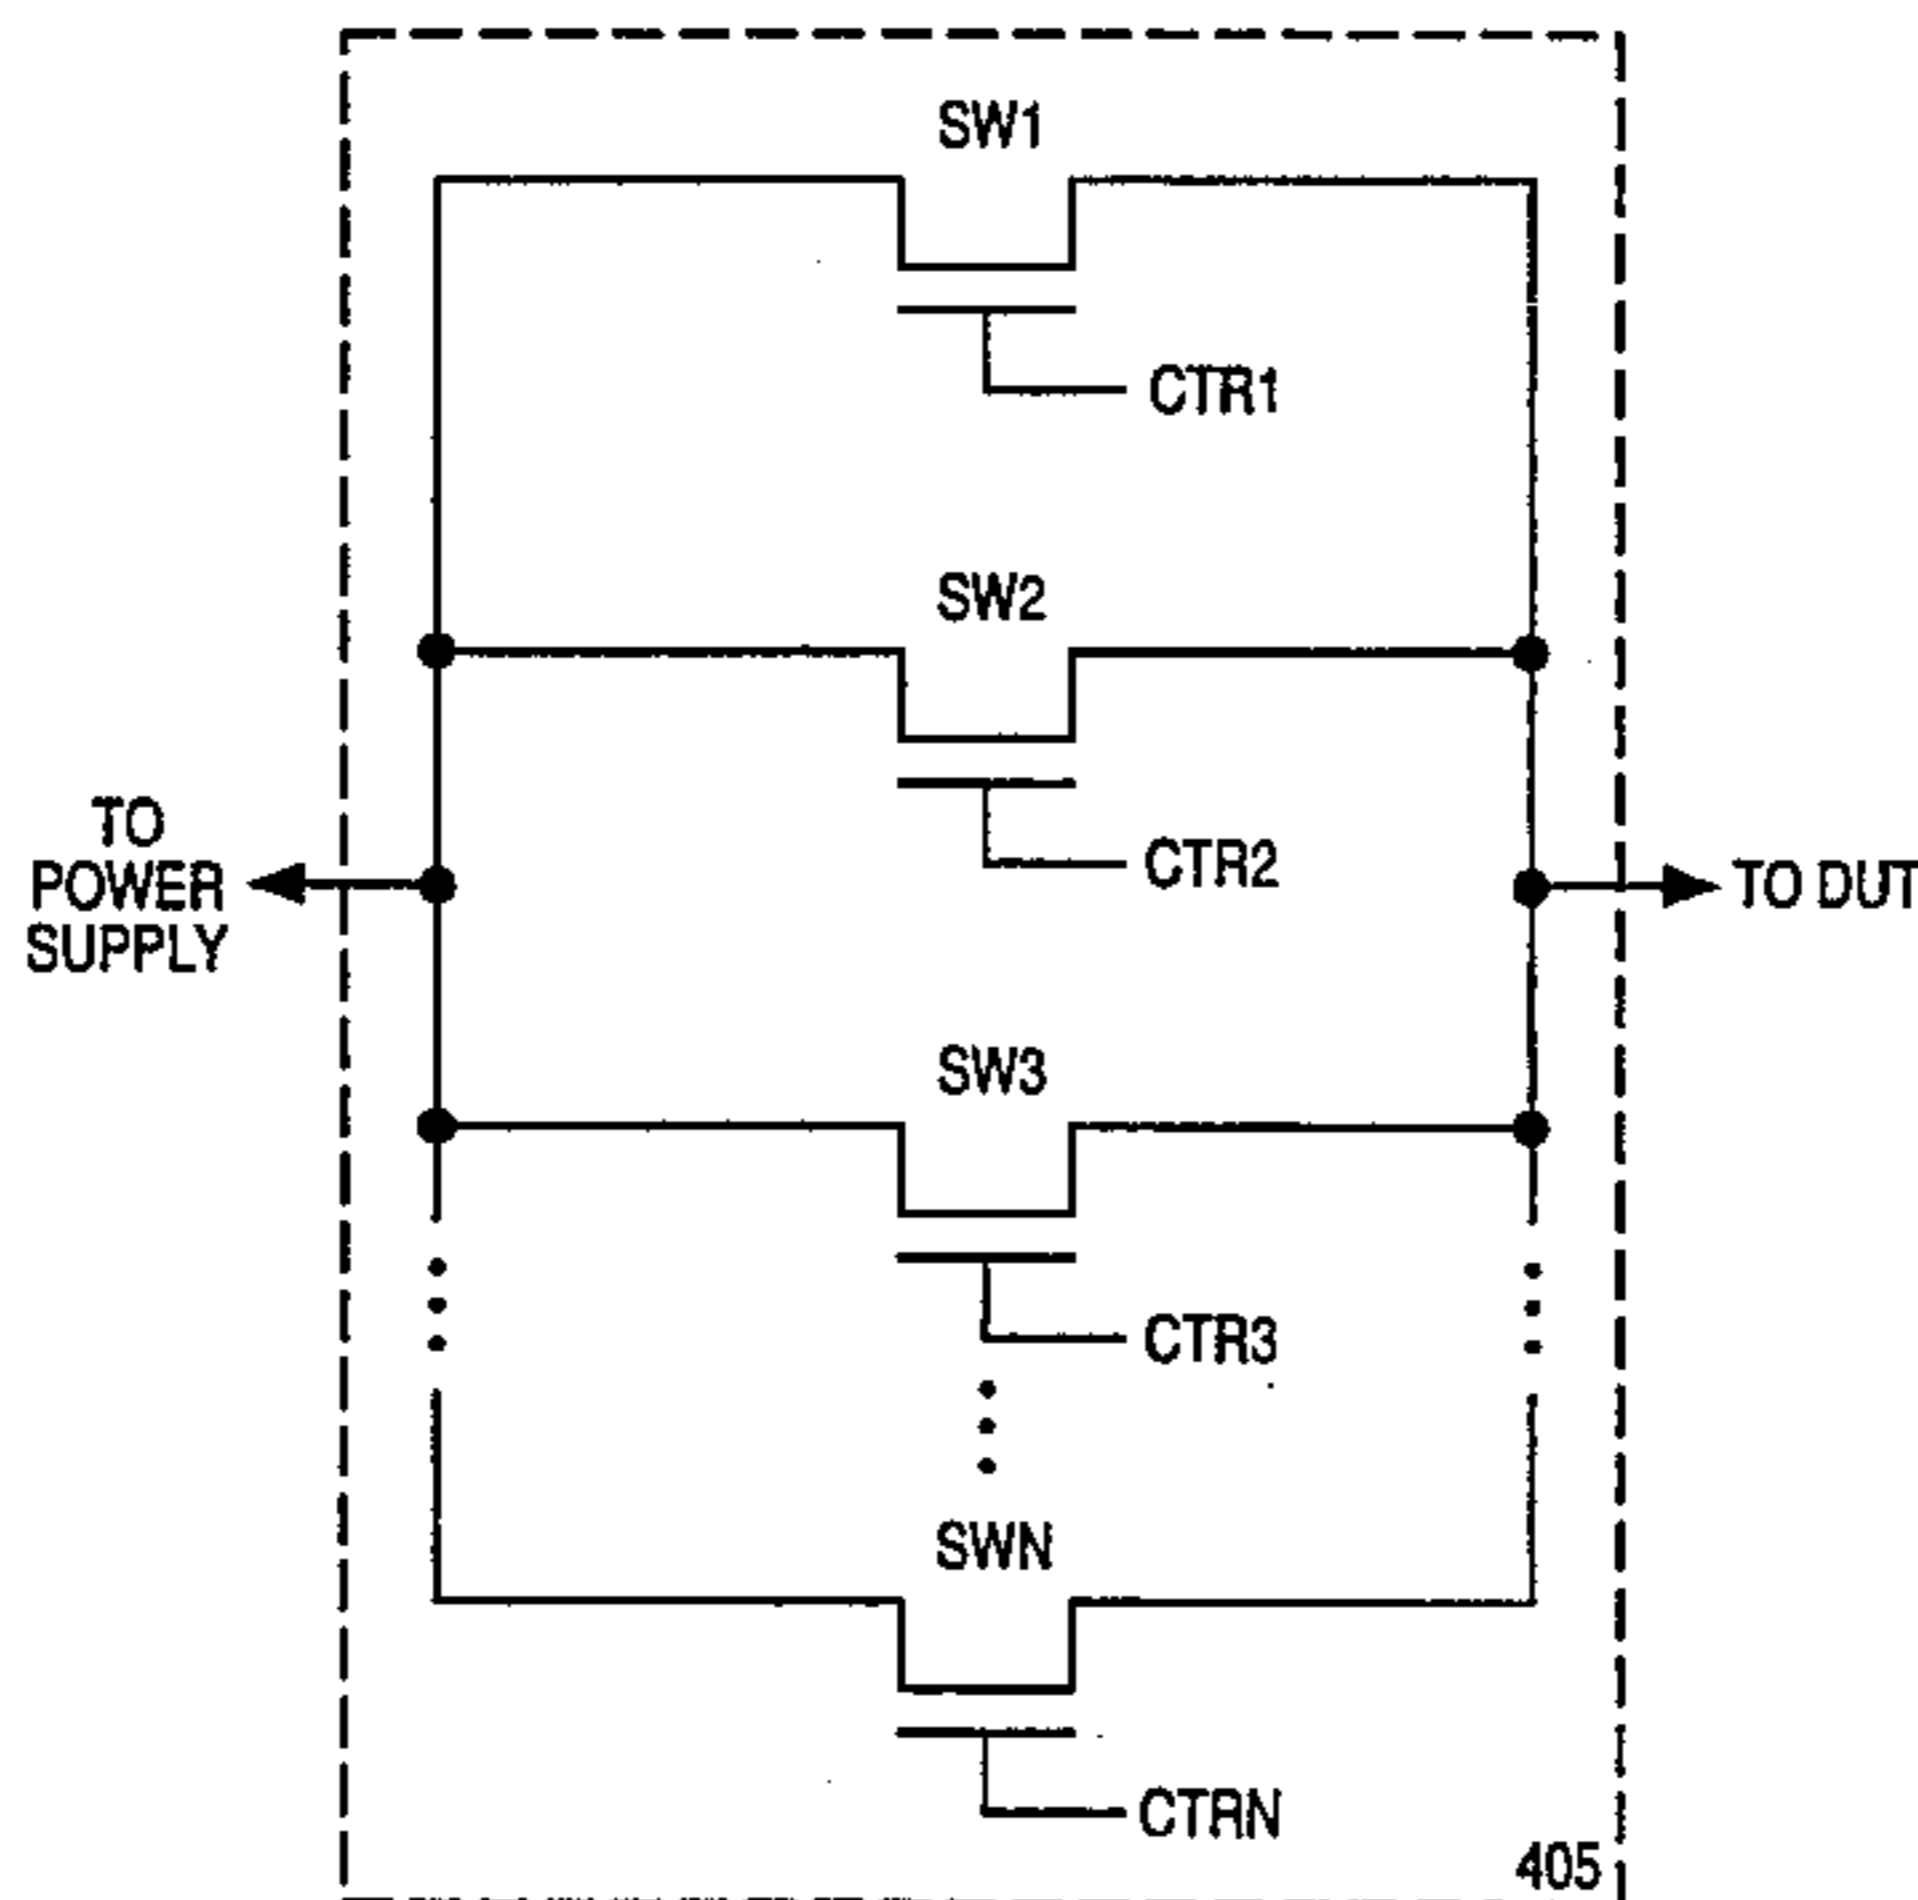 SW1
CTR1
SW2
CTR2
TO
POWER
SUPPLY
TO DUT
SW3
CTR3
SWN
CTRN
405